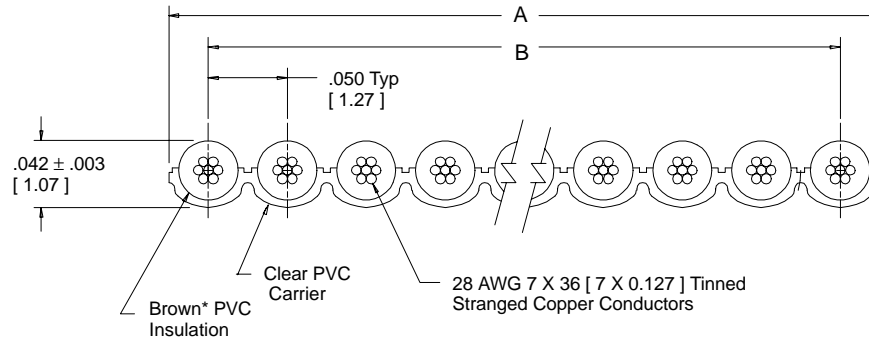 A
B
.050 Typ
[ 1.27 ]
.042 ± .003
[ 1.07 ]
Clear PVC
Carrier
28 AWG 7 X 36 [ 7 X 0.127 ] Tinned
Stranged Copper Conductors
Brown* PVC
Insulation